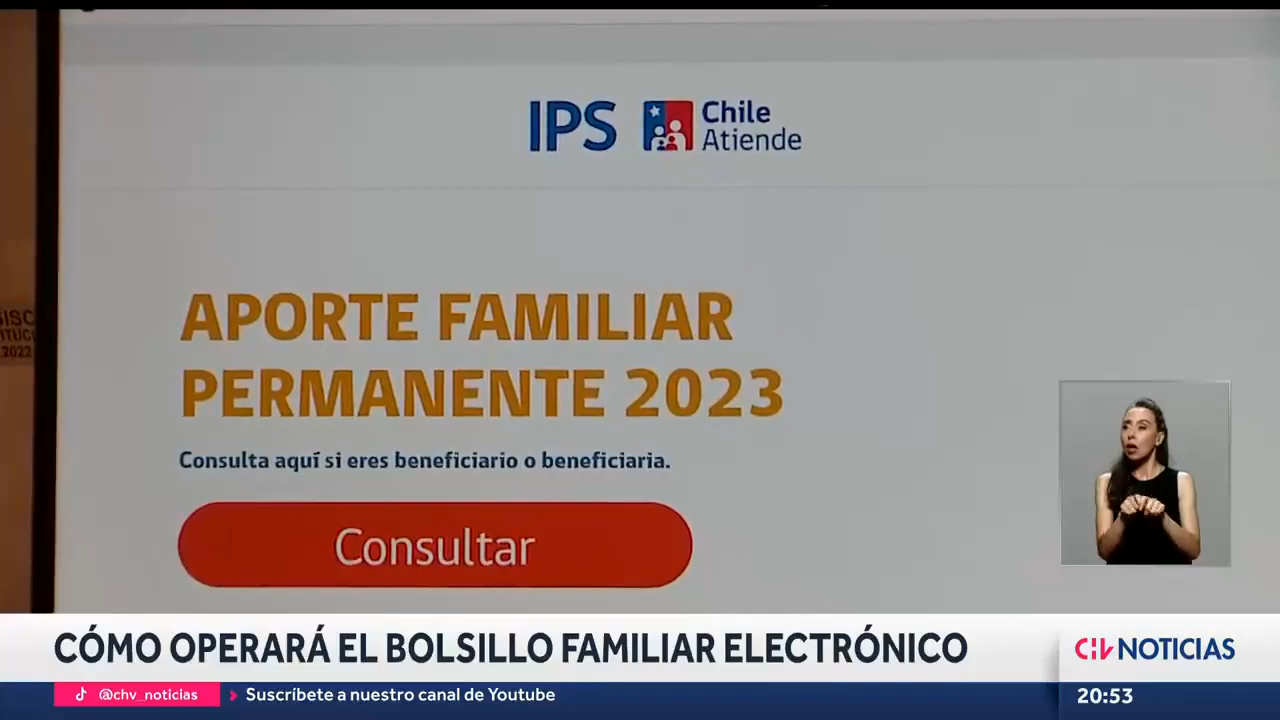 IPS
Chile
Atiende
APORTE FAMILIAR
PERMANENTE 2023
Consulta aquí si eres beneficiario o beneficiaria.
Consultar
2022
CÓMO OPERARÁ EL BOLSILLO FAMILIAR ELECTRÓNICO
CHV NOTICIAS
@chv_noticias
Suscríbete a nuestro canal de Youtube
20:53